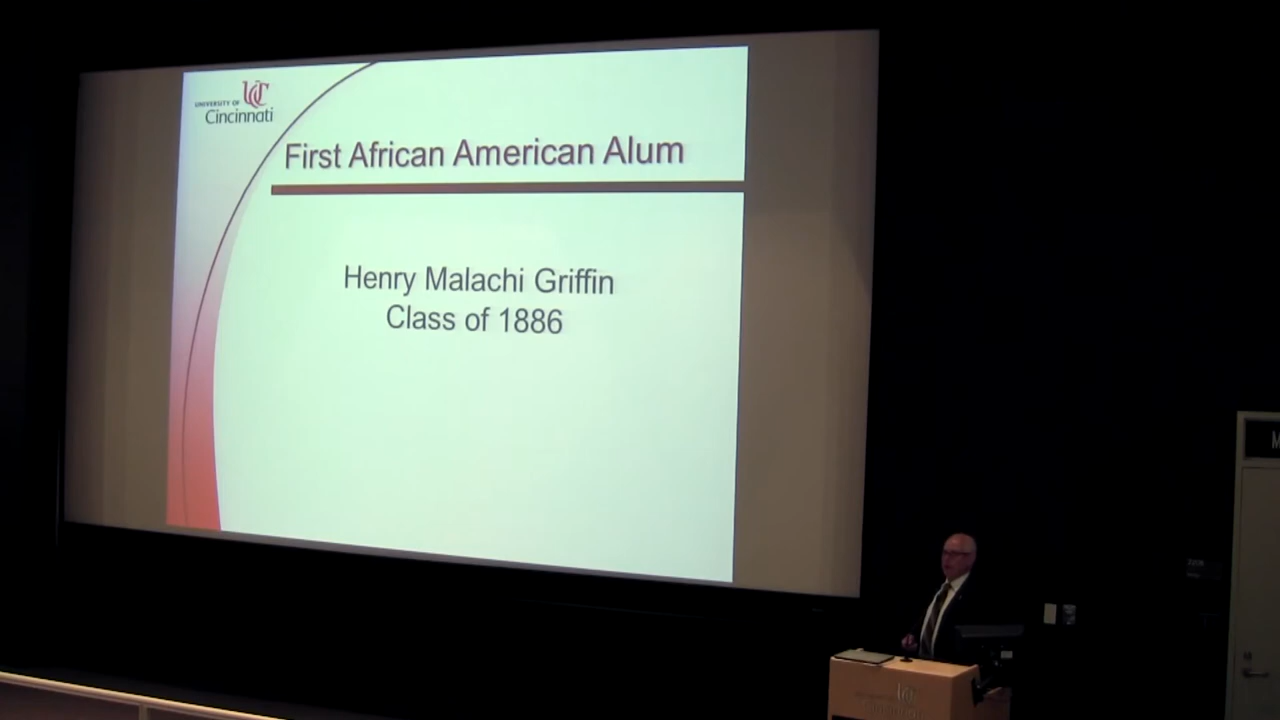 UNIVERSITY OF
Cincinnati
First African American Alum
Henry Malachi Griffin
Class of 1886